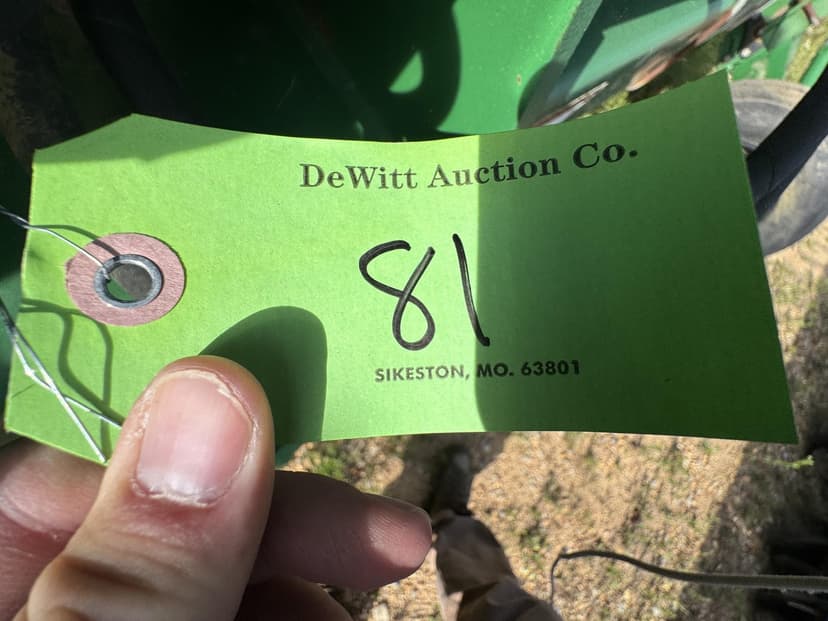 DeWitt Auction Co.
81
SIKESTON, MO. 63801